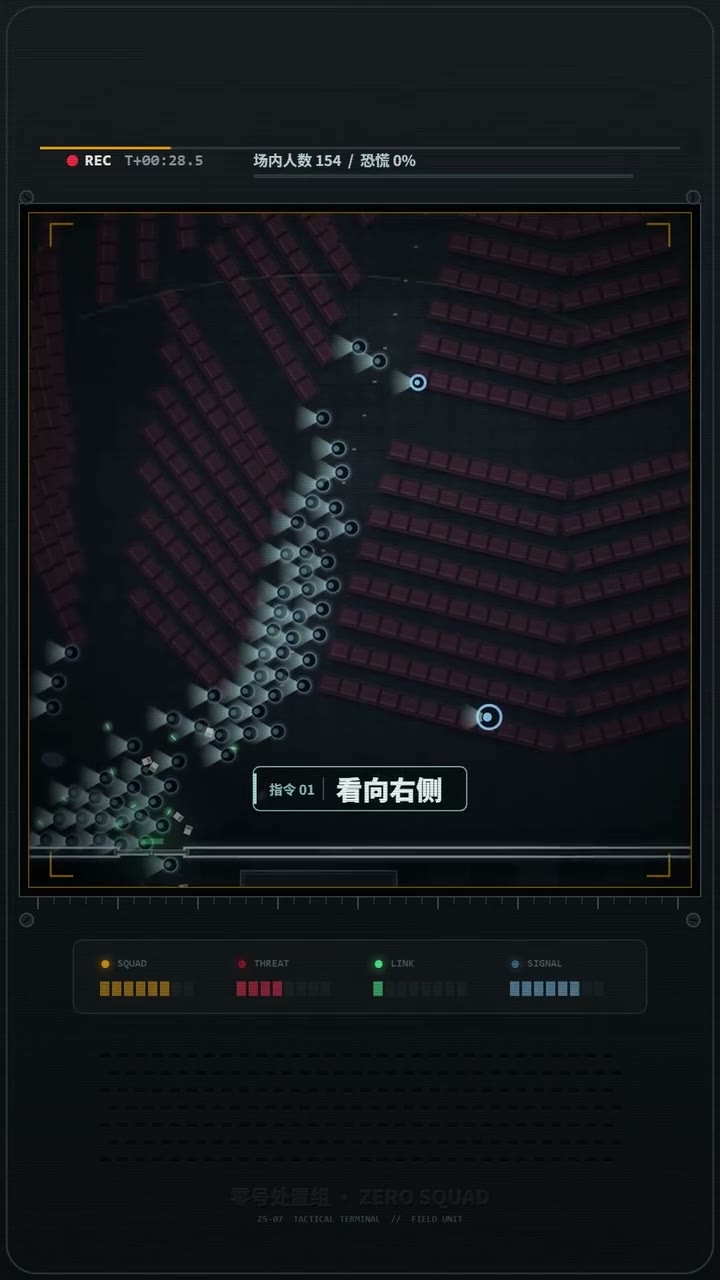 REC T+00:28.5 场内人数 154 / 恐慌 0%
指令 01 看向右侧
SQUAD THREAT LINK SIGNAL
零号处置组 · ZERO SQUAD
ZS-07 TACTICAL TERMINAL // FIELD UNIT